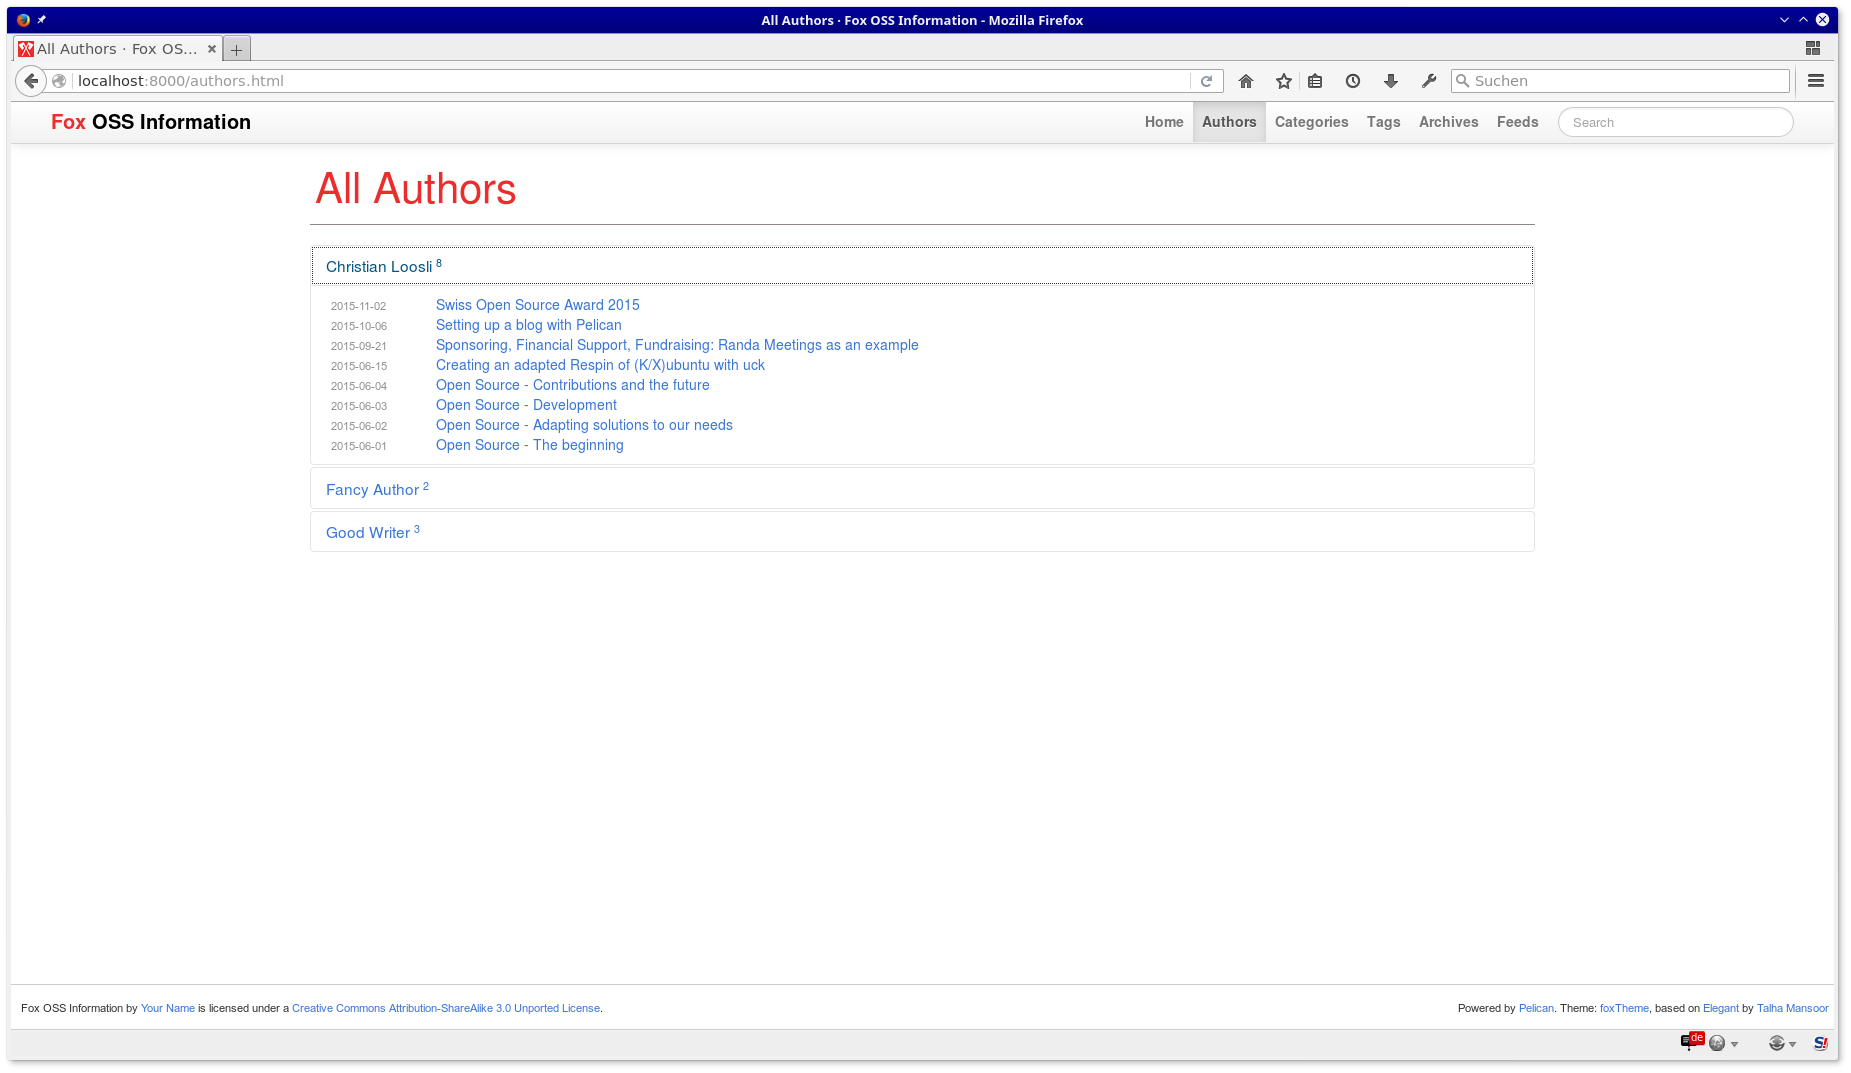 All Authors · Fox OSS Information - Mozilla Firefox
All Authors · Fox OS...
localhost:8000/authors.html
Suchen
Fox OSS Information
Home Authors Categories Tags Archives Feeds Search
All Authors
Christian Loosli 8
2015-11-02 Swiss Open Source Award 2015
2015-10-06 Setting up a blog with Pelican
2015-09-21 Sponsoring, Financial Support, Fundraising: Randa Meetings as an example
2015-06-15 Creating an adapted Respin of (K/X)ubuntu with uck
2015-06-04 Open Source - Contributions and the future
2015-06-03 Open Source - Development
2015-06-02 Open Source - Adapting solutions to our needs
2015-06-01 Open Source - The beginning
Fancy Author 2
Good Writer 3
Fox OSS Information by Your Name is licensed under a Creative Commons Attribution-ShareAlike 3.0 Unported License.
Powered by Pelican. Theme: foxTheme, based on Elegant by Talha Mansoor
de
S!